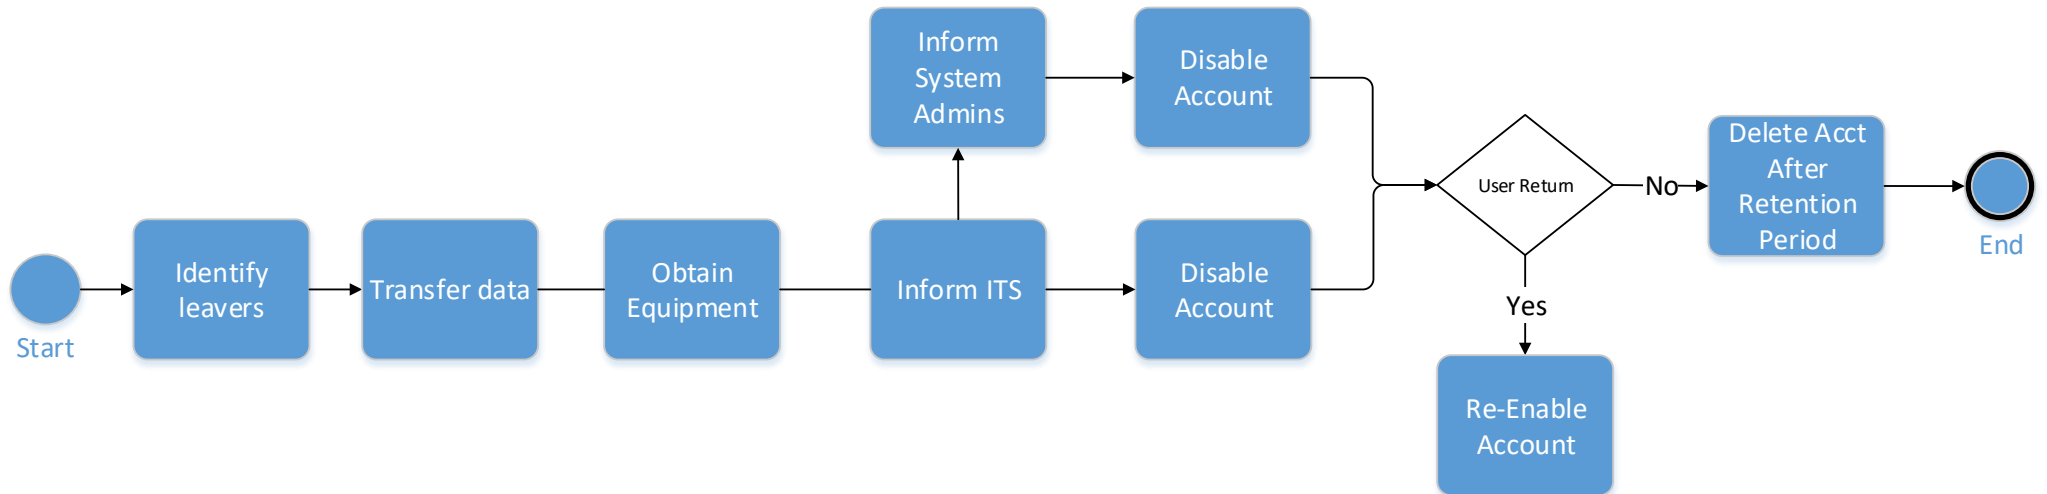 Start
Identify
leavers
Transfer data
Obtain
Equipment
Inform ITS
Inform
System
Admins
Disable
Account
Disable
Account
User Return
No
Delete Acct
After
Retention
Period
End
Yes
Re-Enable
Account